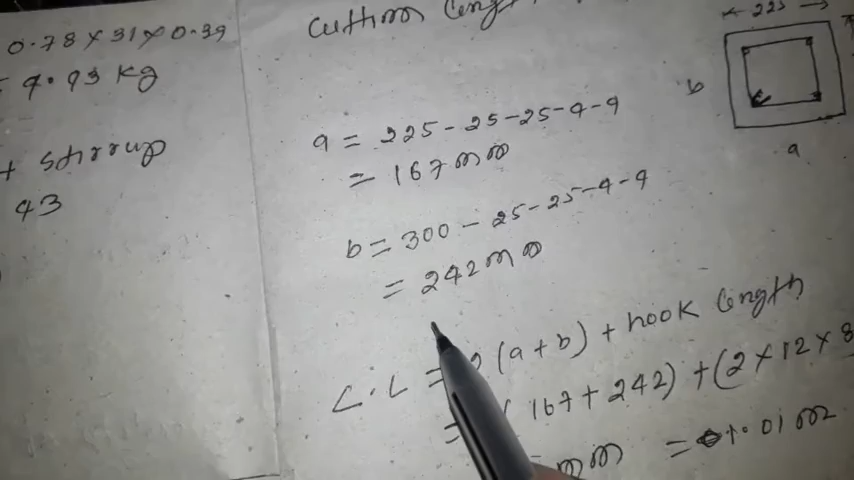 0.78 x 31 x 0.39
= 9.93 kg
+ stirrup
43
Cutting length
225
b
a
a = 225 - 25 - 25 - 4 - 4
= 167 mm
b = 300 - 25 - 25 - 4 - 4
= 242 mm
C.L = (a + b) + hook length
= 167 + 242) + (2 x 12 x 8
mm = 1.01 m